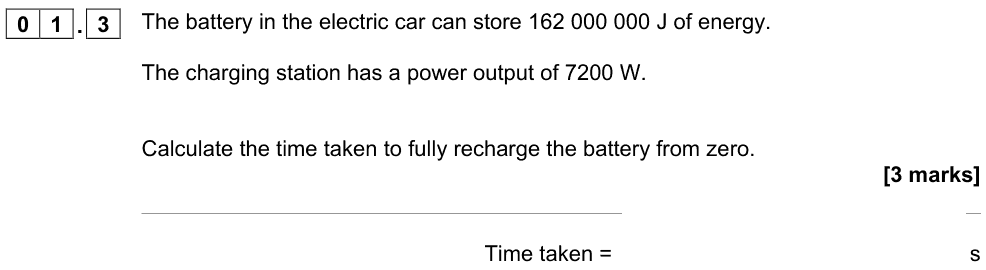 0 1 . 3 The battery in the electric car can store 162 000 000 J of energy.
The charging station has a power output of 7200 W.
Calculate the time taken to fully recharge the battery from zero.
[3 marks]
Time taken = s